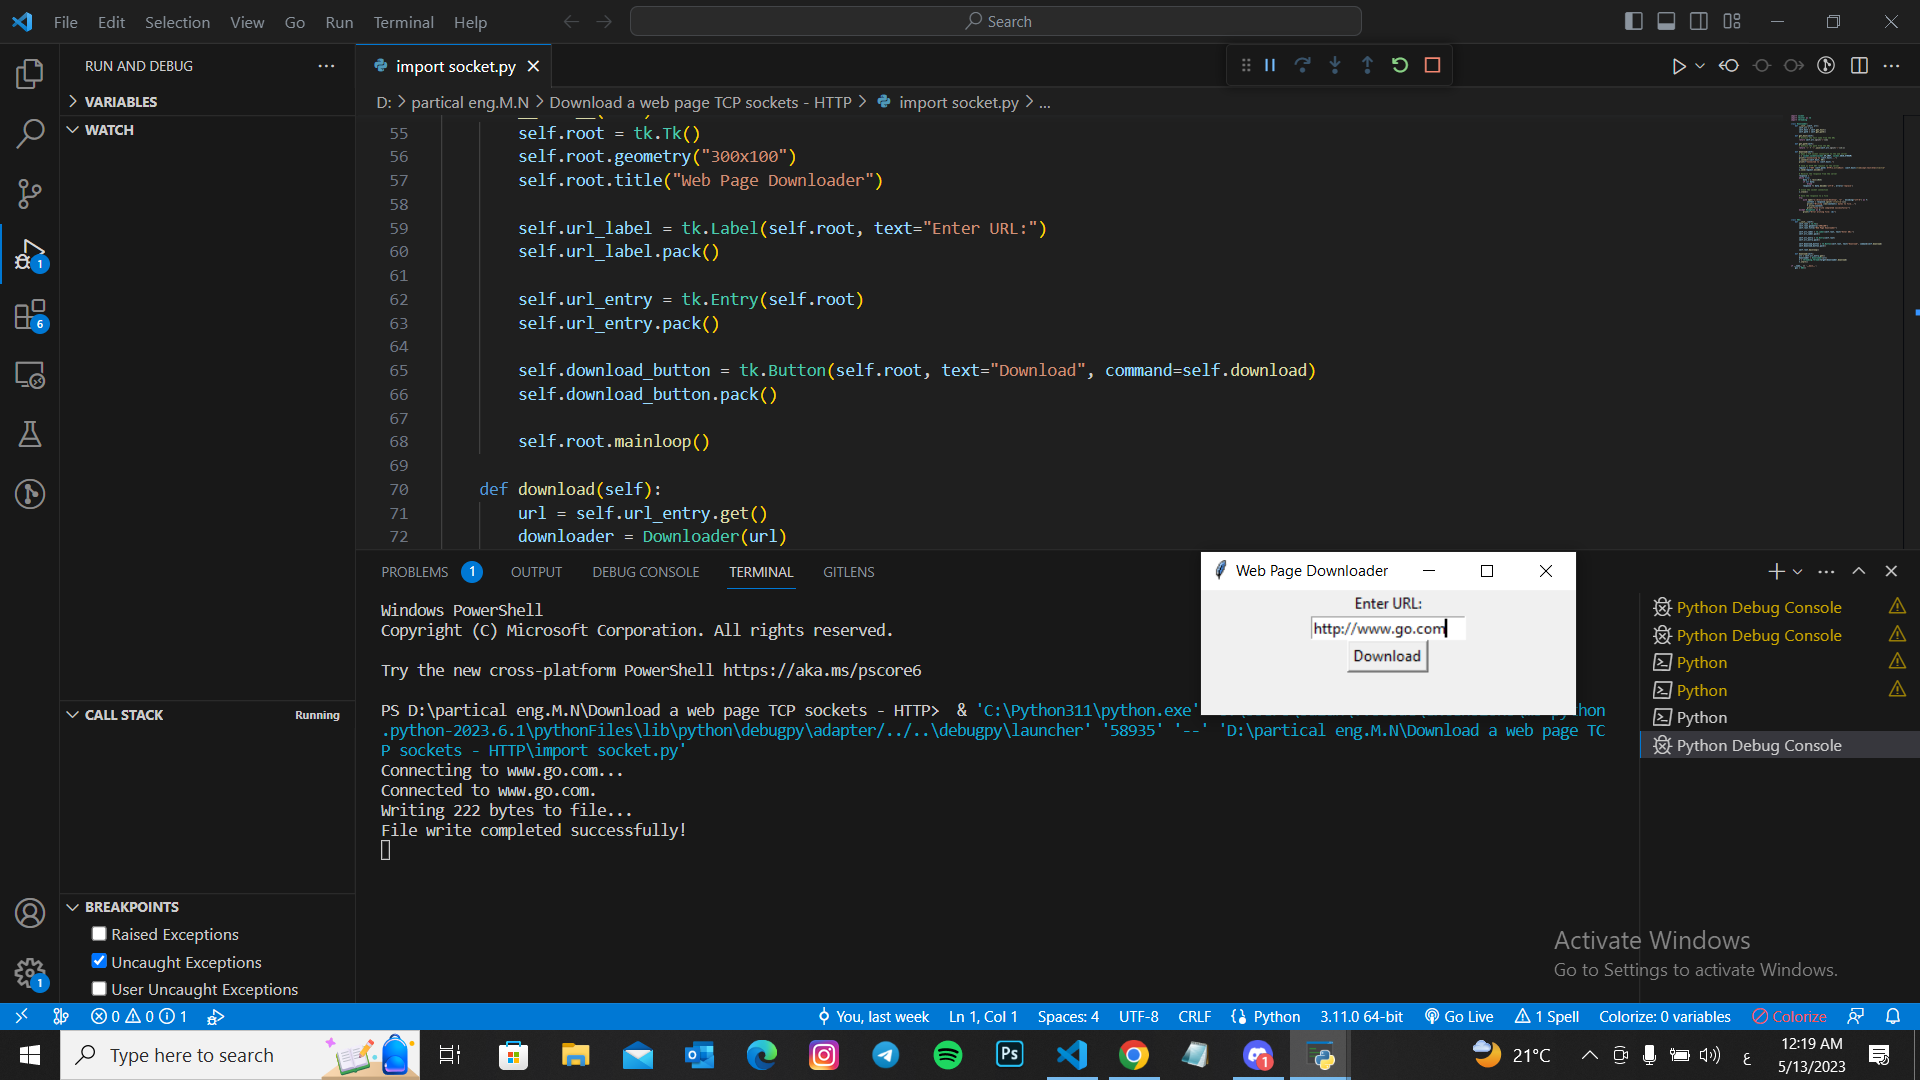 File Edit Selection View Go Run Terminal Help
Search
RUN AND DEBUG
import socket.py
VARIABLES
D: > partical eng.M.N > Download a web page TCP sockets - HTTP > import socket.py > ...
WATCH
55 self.root = tk.Tk()
56 self.root.geometry("300x100")
57 self.root.title("Web Page Downloader")
58
59 self.url_label = tk.Label(self.root, text="Enter URL:")
60 self.url_label.pack()
61
62 self.url_entry = tk.Entry(self.root)
63 self.url_entry.pack()
64
65 self.download_button = tk.Button(self.root, text="Download", command=self.download)
66 self.download_button.pack()
67
68 self.root.mainloop()
69
70 def download(self):
71 url = self.url_entry.get()
72 downloader = Downloader(url)
1
6
PROBLEMS 1 OUTPUT DEBUG CONSOLE TERMINAL GITLENS
Web Page Downloader
Enter URL:
http://www.go.com
Download
Windows PowerShell
Copyright (C) Microsoft Corporation. All rights reserved.
Try the new cross-platform PowerShell https://aka.ms/pscore6
PS D:\partical eng.M.N\Download a web page TCP sockets - HTTP> & 'C:\Python311\python.exe'
.python-2023.6.1\pythonFiles\lib\python\debugpy\adapter/../..\debugpy\launcher' '58935' '--' 'D:\partical eng.M.N\Download a web page TC
P sockets - HTTP\import socket.py'
Connecting to www.go.com...
Connected to www.go.com.
Writing 222 bytes to file...
File write completed successfully!
Python Debug Console
Python Debug Console
Python
Python
Python
Python Debug Console
CALL STACK Running
BREAKPOINTS
Raised Exceptions
Uncaught Exceptions
User Uncaught Exceptions
1
Activate Windows
Go to Settings to activate Windows.
0 0 1 You, last week Ln 1, Col 1 Spaces: 4 UTF-8 CRLF Python 3.11.0 64-bit Go Live 1 Spell Colorize: 0 variables Colorize
Type here to search
Ps
1
21°C
ع
12:19 AM
5/13/2023